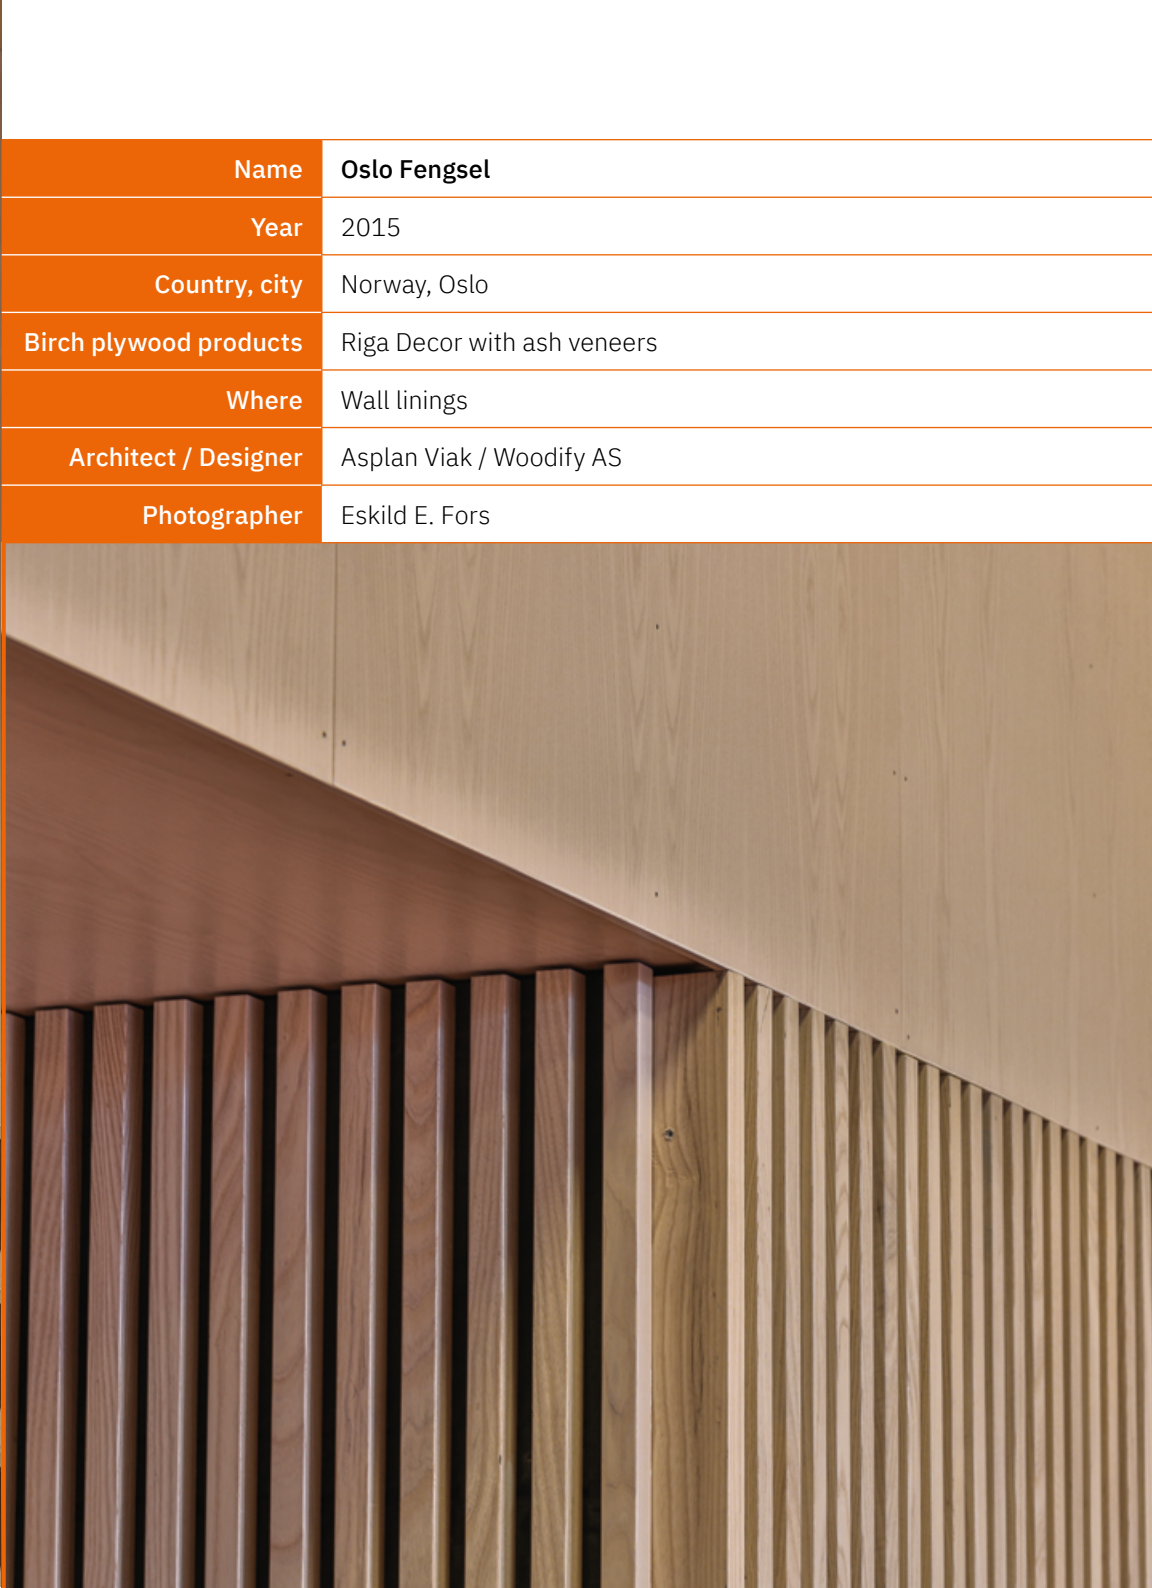 Name Oslo Fengsel
Year 2015
Country, city Norway, Oslo
Birch plywood products Riga Decor with ash veneers
Where Wall linings
Architect / Designer Asplan Viak / Woodify AS
Photographer Eskild E. Fors